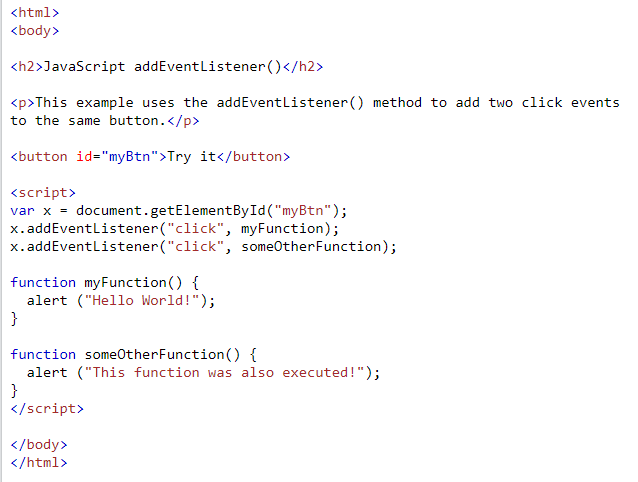 <html>
<body>
<h2>JavaScript addEventListener()</h2>
<p>This example uses the addEventListener() method to add two click events
to the same button.</p>
<button id="myBtn">Try it</button>
<script>
var x = document.getElementById("myBtn");
x.addEventListener("click", myFunction);
x.addEventListener("click", someOtherFunction);
function myFunction() {
  alert ("Hello World!");
}
function someOtherFunction() {
  alert ("This function was also executed!");
}
</script>
</body>
</html>